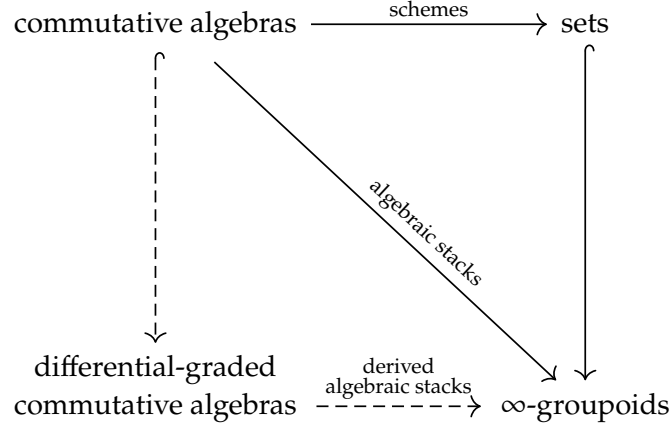 commutative algebras
schemes
sets
algebraic stacks
differential-graded
commutative algebras
derived
algebraic stacks
∞-groupoids